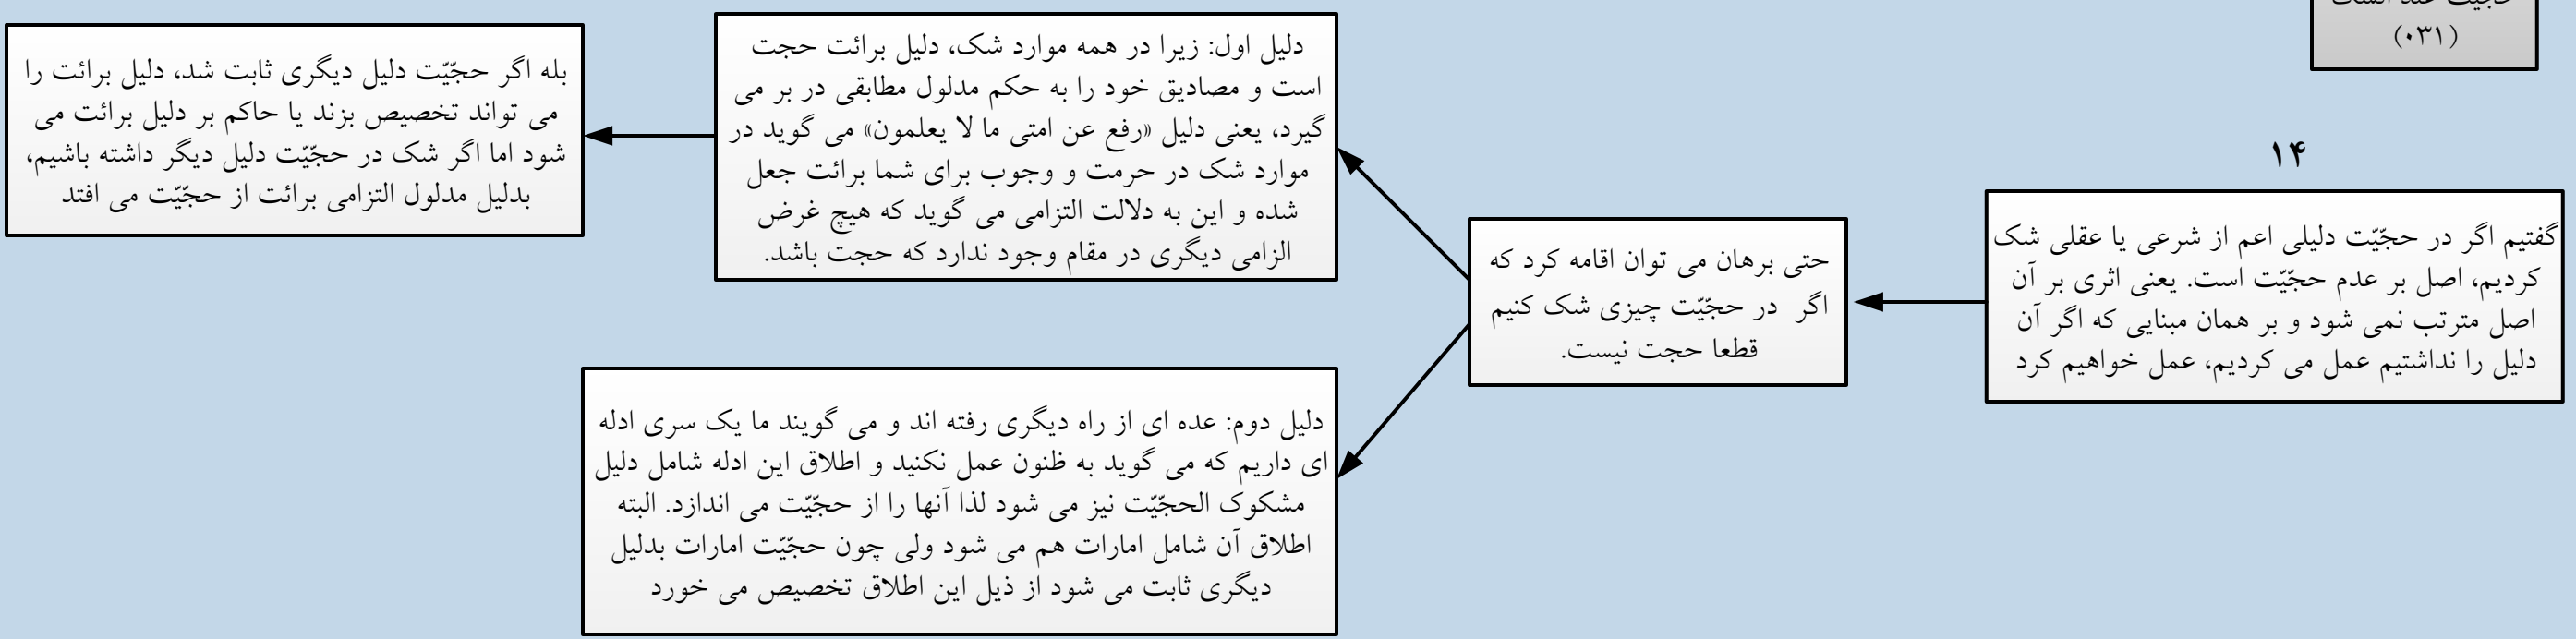 (۰۳۱)
۱۴
گفتیم اگر در حجّیّت دلیلی اعم از شرعی یا عقلی شک
کردیم، اصل بر عدم حجّیّت است. یعنی اثری بر آن
اصل مترتب نمی شود و بر همان مبنایی که اگر آن
دلیل را نداشتیم عمل می کردیم، عمل خواهیم کرد
حتی برهان می توان اقامه کرد که
اگر در حجّیّت چیزی شک کنیم
قطعا حجت نیست.
دلیل اول: زیرا در همه موارد شک، دلیل برائت حجت
است و مصادیق خود را به حکم مدلول مطابقی در بر می
گیرد، یعنی دلیل «رفع عن امتی ما لا یعلمون» می گوید در
موارد شک در حرمت و وجوب برای شما برائت جعل
شده و این به دلالت التزامی می گوید که هیچ غرض
الزامی دیگری در مقام وجود ندارد که حجت باشد.
بله اگر حجّیّت دلیل دیگری ثابت شد، دلیل برائت را
می تواند تخصیص بزند یا حاکم بر دلیل برائت می
شود اما اگر شک در حجّیّت دلیل دیگر داشته باشیم،
بدلیل مدلول التزامی برائت از حجّیّت می افتد
دلیل دوم: عده ای از راه دیگری رفته اند و می گویند ما یک سری ادله
ای داریم که می گوید به ظنون عمل نکنید و اطلاق این ادله شامل دلیل
مشکوک الحجّیّت نیز می شود لذا آنها را از حجّیّت می اندازد. البته
اطلاق آن شامل امارات هم می شود ولی چون حجّیّت امارات بدلیل
دیگری ثابت می شود از ذیل این اطلاق تخصیص می خورد